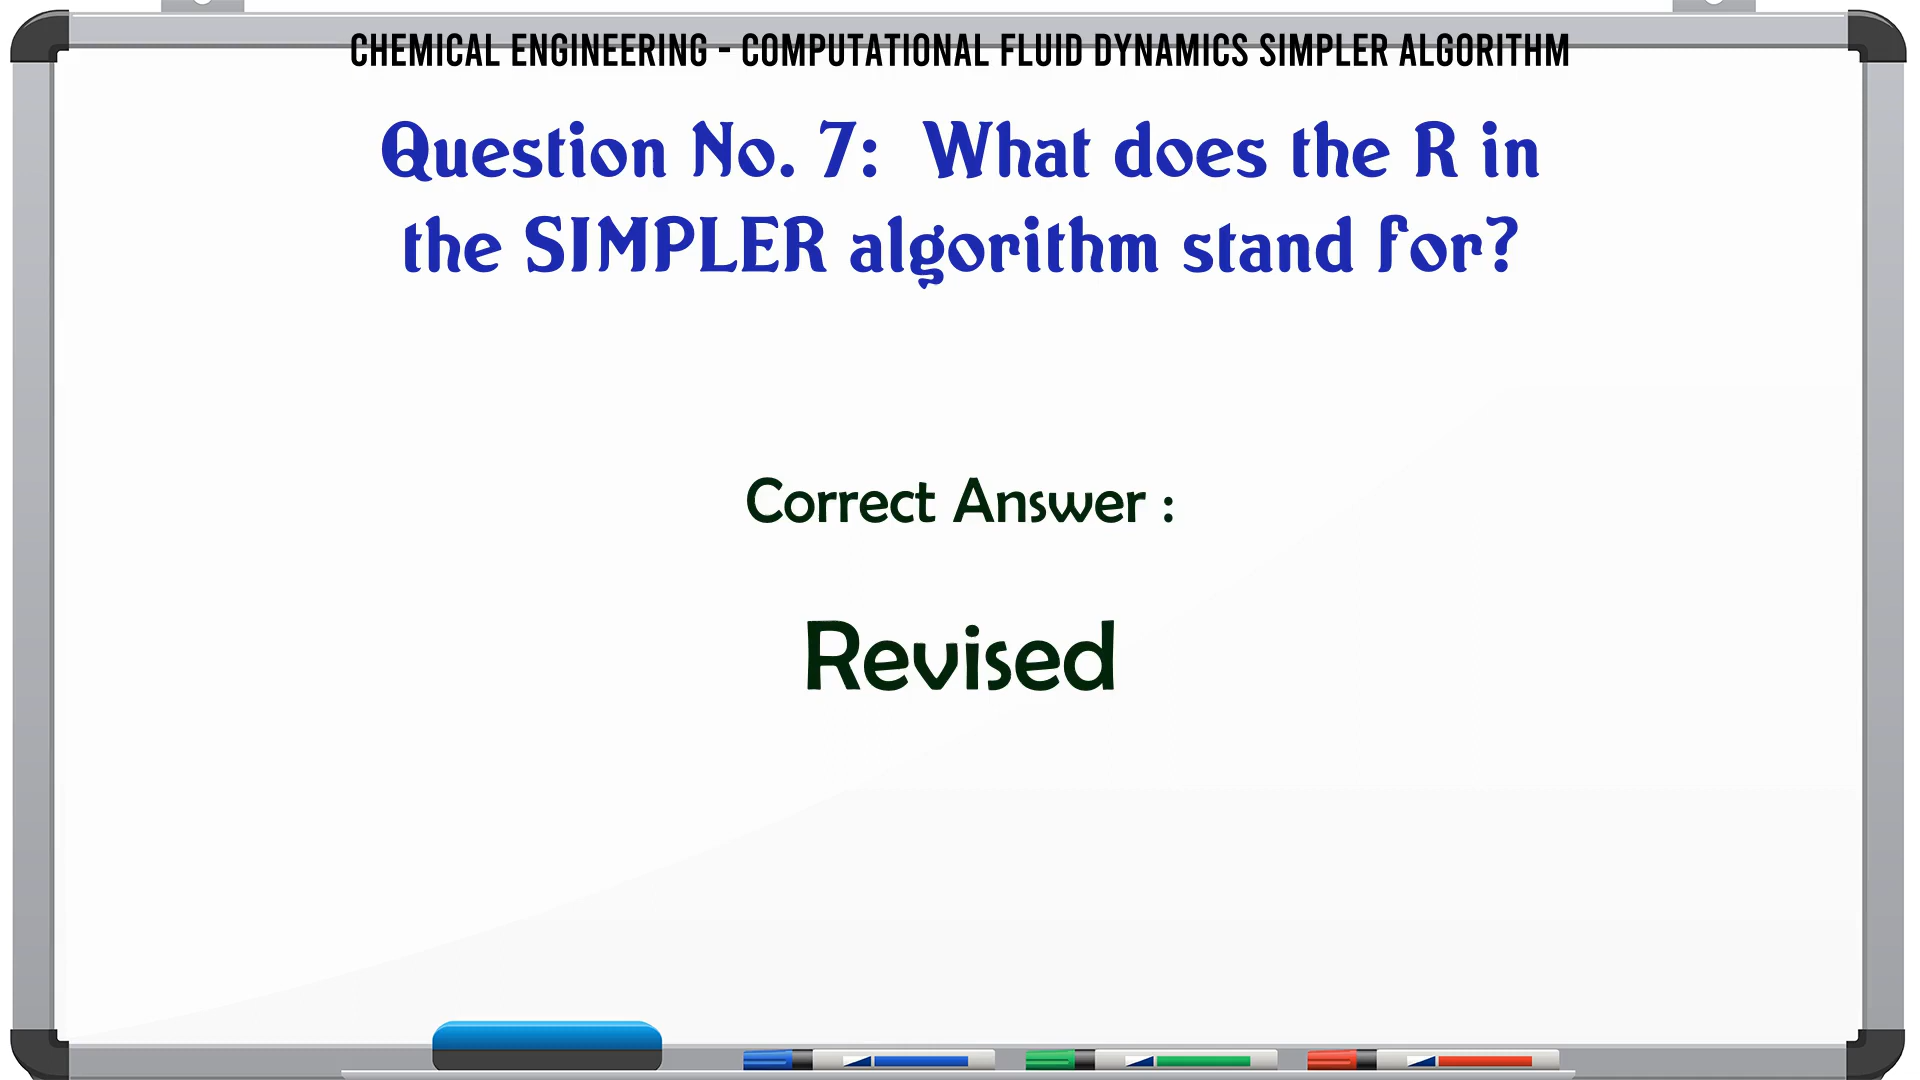 CHEMICAL ENGINEERING - COMPUTATIONAL FLUID DYNAMICS SIMPLER ALGORITHM
Question No. 7: What does the R in
the SIMPLER algorithm stand for?
Correct Answer :
Revised